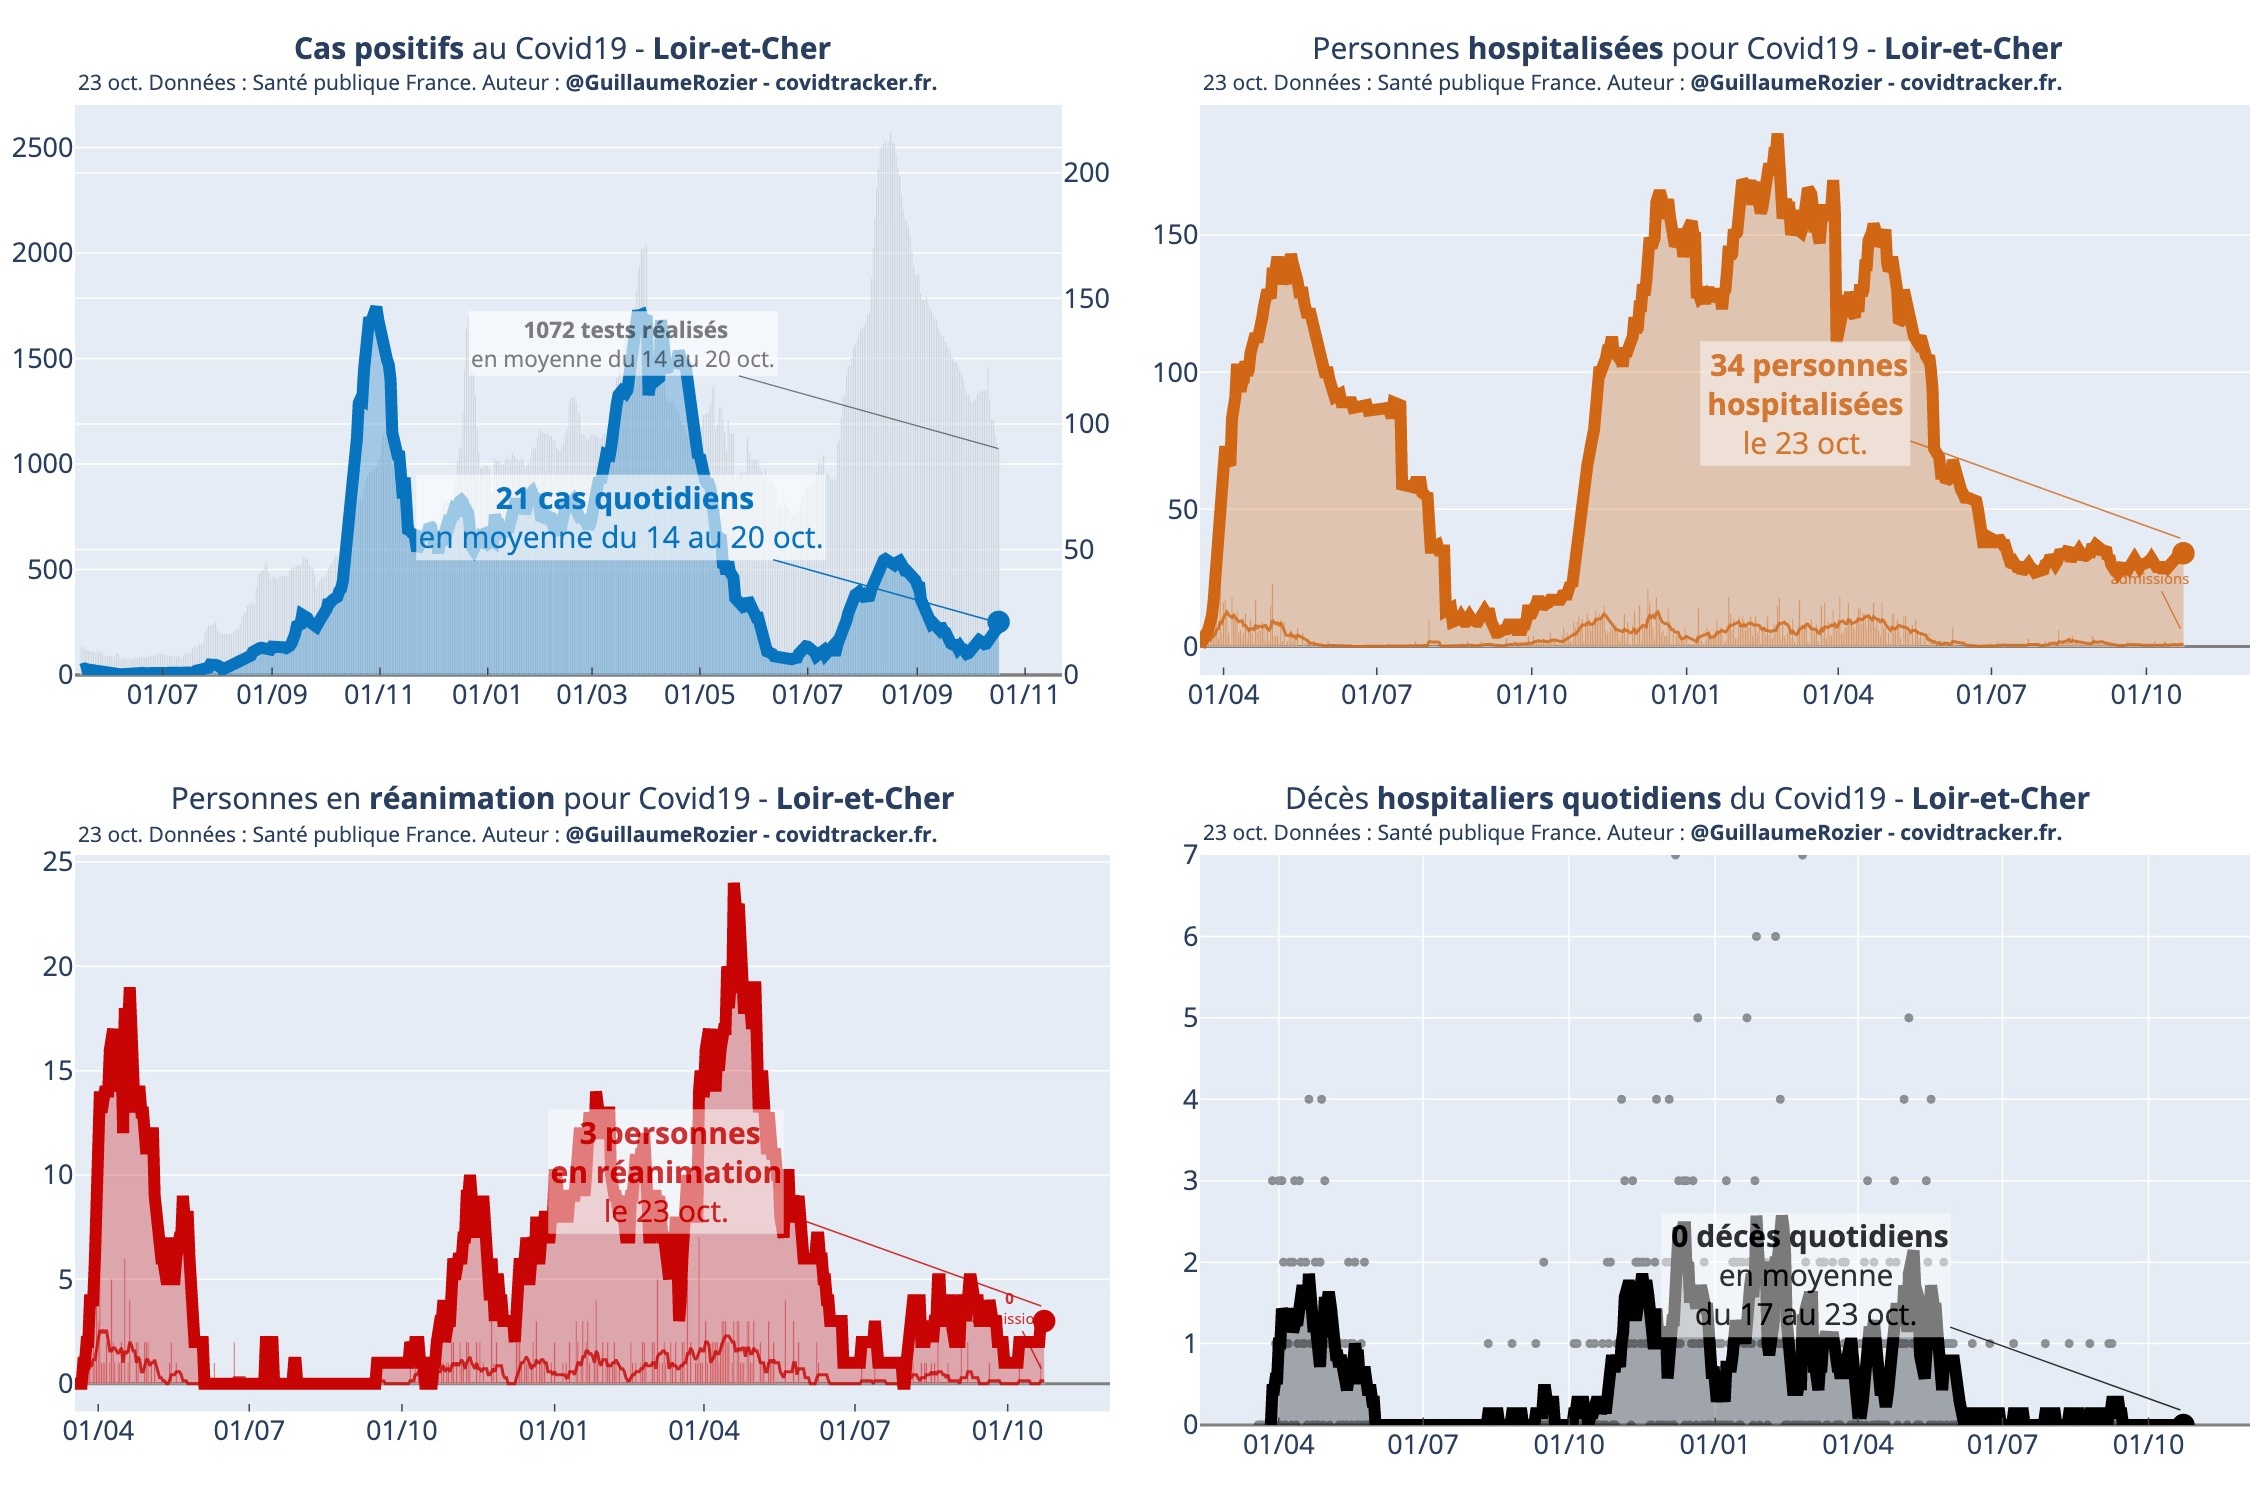 Cas positifs au Covid19 - Loir-et-Cher
23 oct. Données : Santé publique France. Auteur : @GuillaumeRozier - covidtracker.fr.
2500
2000
1500
1000
500
0
200
150
100
50
0
1072 tests réalisés
en moyenne du 14 au 20 oct.
21 cas quotidiens
en moyenne du 14 au 20 oct.
01/07 01/09 01/11 01/01 01/03 01/05 01/07 01/09 01/11
Personnes hospitalisées pour Covid19 - Loir-et-Cher
23 oct. Données : Santé publique France. Auteur : @GuillaumeRozier - covidtracker.fr.
150
100
50
0
34 personnes
hospitalisées
le 23 oct.
admissions
01/04 01/07 01/10 01/01 01/04 01/07 01/10
Personnes en réanimation pour Covid19 - Loir-et-Cher
23 oct. Données : Santé publique France. Auteur : @GuillaumeRozier - covidtracker.fr.
25
20
15
10
5
0
3 personnes
en réanimation
le 23 oct.
0
01/04 01/07 01/10 01/01 01/04 01/07 01/10
Décès hospitaliers quotidiens du Covid19 - Loir-et-Cher
23 oct. Données : Santé publique France. Auteur : @GuillaumeRozier - covidtracker.fr.
7
6
5
4
3
2
1
0
0 décès quotidiens
en moyenne
du 17 au 23 oct.
01/04 01/07 01/10 01/01 01/04 01/07 01/10